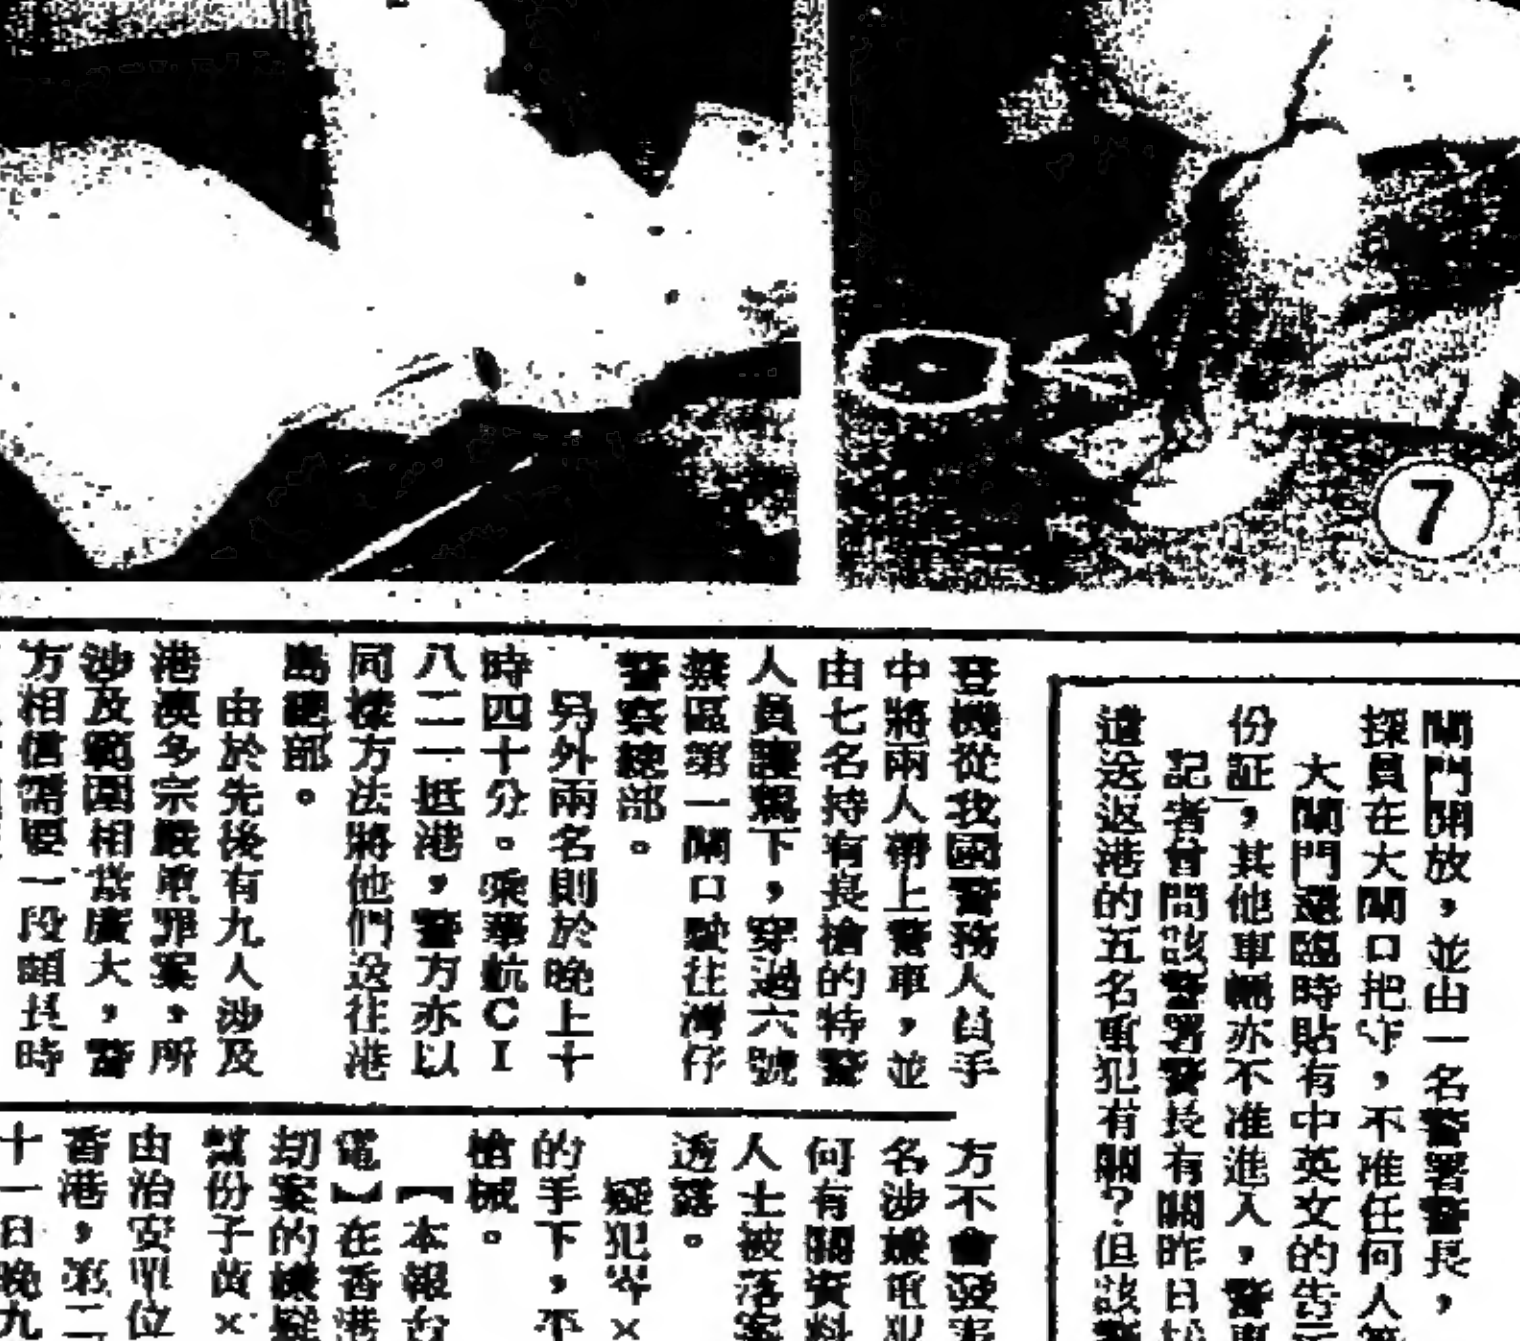 7
閘門開放，並由一名警署警長，
探員在大閘口把守，不准任何人
大閘門還臨時貼有中英文的告
份証，其他車輛亦不准進入，警
記者曾問該警署警長有關昨日
遣送返港的五名重犯有關？但該警
登機從我國警務人員手
中將兩人帶上警車，並
由七名持有長槍的特警
人員護駕下，穿過六號
禁區第一閘口駛往灣仔
警察總部。
另外兩名則於晚上十
時四十分。乘華航CI
八二一抵港，警方亦以
同樣方法將他們送往港
島總部。
由於先後有九人涉及
港澳多宗嚴重罪案，所
涉及範圍相當廣大，警
方相信需要一段頗長時
方不會發
名涉嫌重犯
何有關資料
人士被落案
透露。
疑犯岑×
的手下，不
槍械。
【本報台
電】在香港
劫案的嫌疑
幫份子黃×
由治安單位
香港，第二
十一日晚九